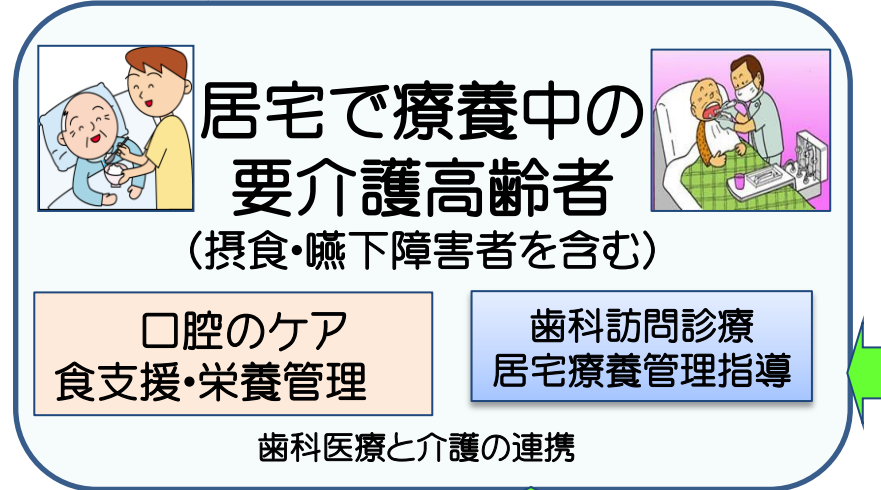 居宅で療養中の
要介護高齢者
(摂食・嚥下障害者を含む)
口腔のケア
食支援・栄養管理
歯科訪問診療
居宅療養管理指導
歯科医療と介護の連携